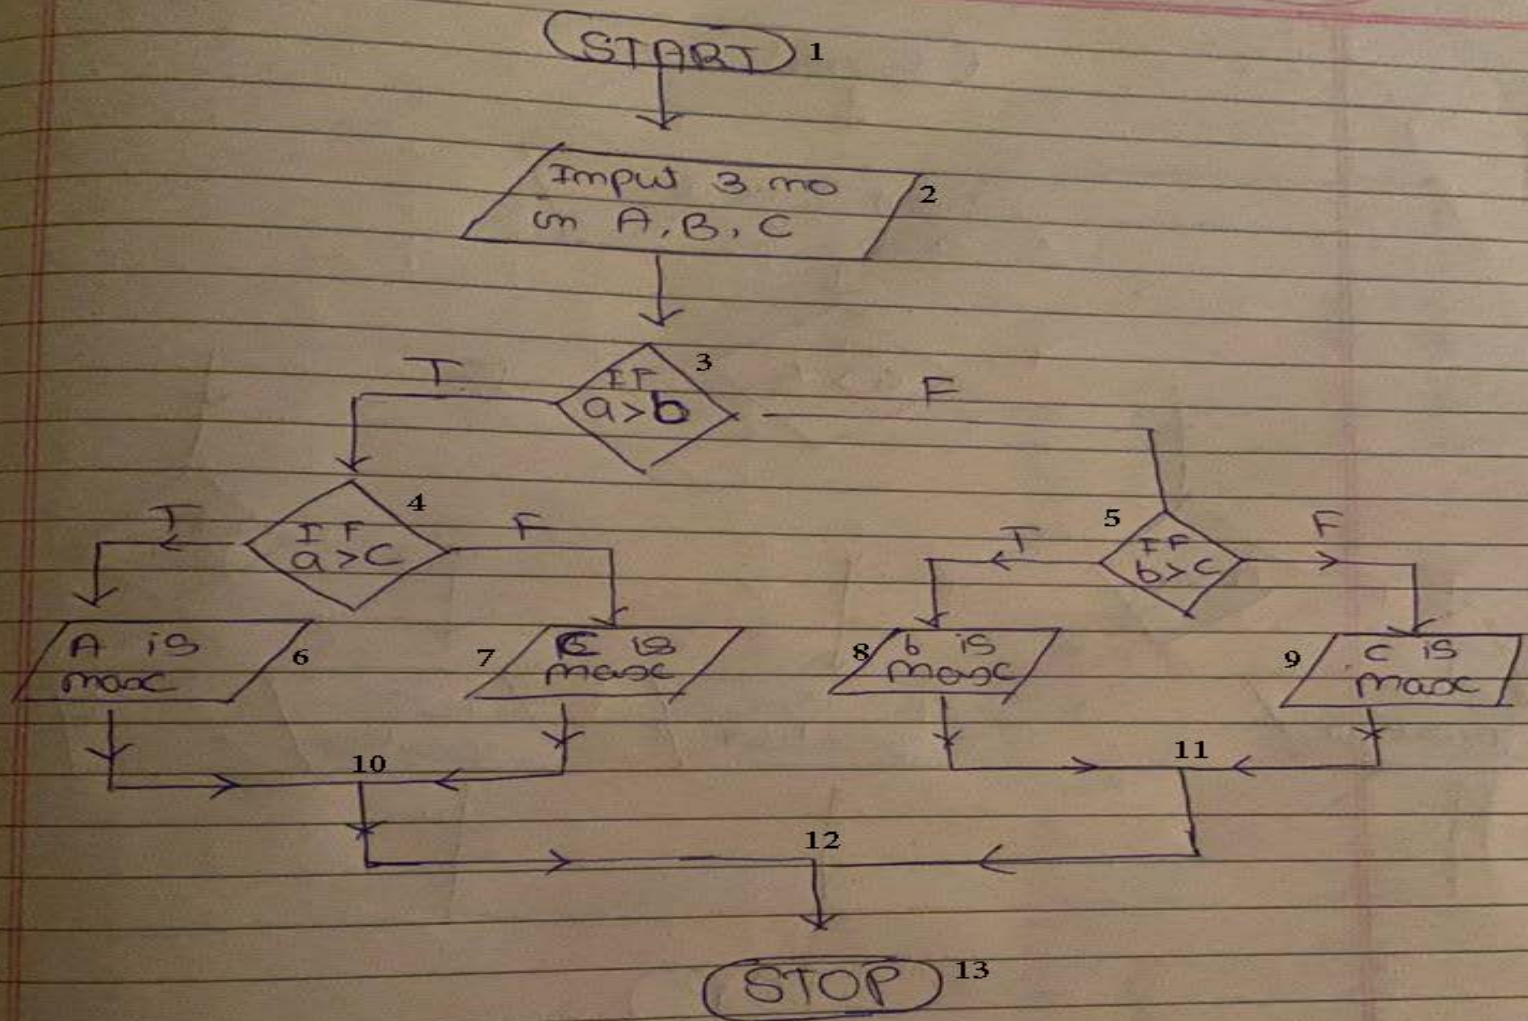 START 1
Input 3 no 2
in A, B, C
3
T IF F
a>b
4
T IF F
a>c
5
T IF F
b>c
A is 6
max
7 C is
max
8 b is
max
9 c is
max
10
11
12
STOP 13